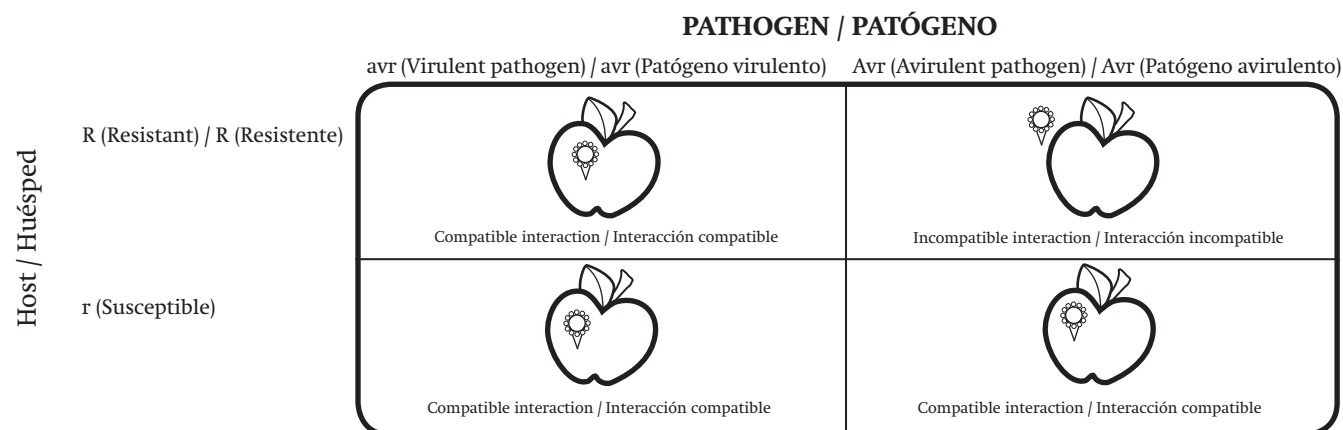 PATHOGEN / PATÓGENO
avr (Virulent pathogen) / avr (Patógeno virulento) Avr (Avirulent pathogen) / Avr (Patógeno avirulento)
Host / Huésped
R (Resistant) / R (Resistente)
Compatible interaction / Interacción compatible Incompatible interaction / Interacción incompatible
r (Susceptible)
Compatible interaction / Interacción compatible Compatible interaction / Interacción compatible